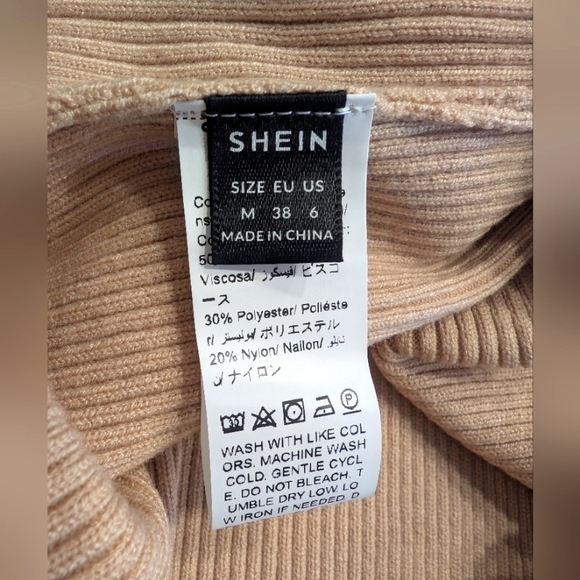 SHEIN
SIZE EU US
M 38 6
MADE IN CHINA
Viscosa/ فيسكوز/ ビスコ
ース
30% Polyester/ Poliéste
r/ بوليستر/ ポリエステル
20% Nylon/ Nailon/ نايلو
ن/ ナイロン
WASH WITH LIKE COL
ORS. MACHINE WASH
COLD. GENTLE CYCL
E. DO NOT BLEACH. T
UMBLE DRY LOW. LO
W IRON IF NEEDED. D